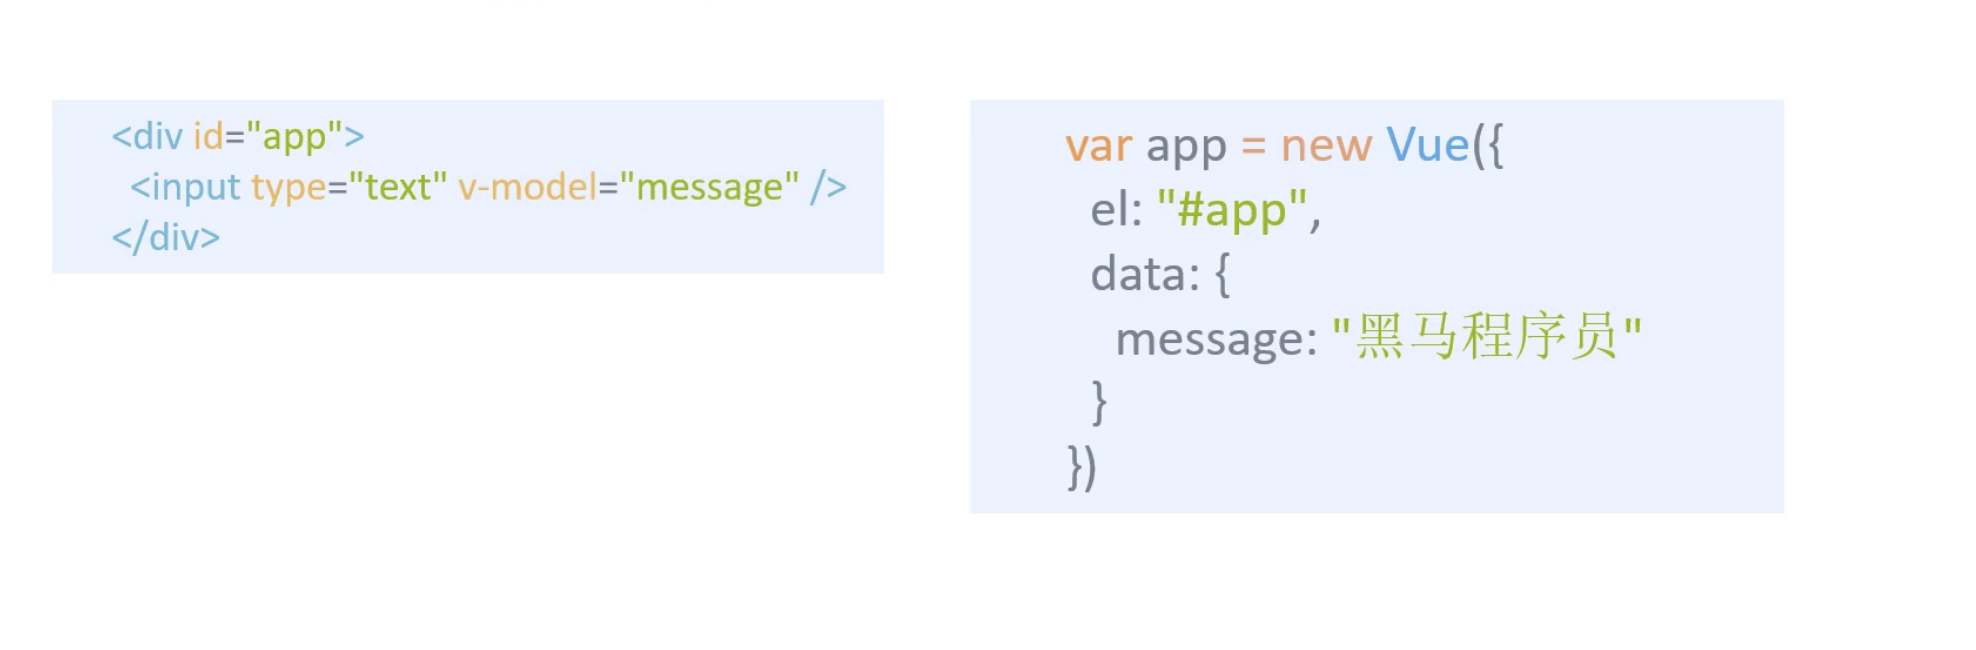 <div id="app">
<input type="text" v-model="message" />
</div>
var app = new Vue({
el: "#app",
data: {
message: "黑马程序员"
}
})